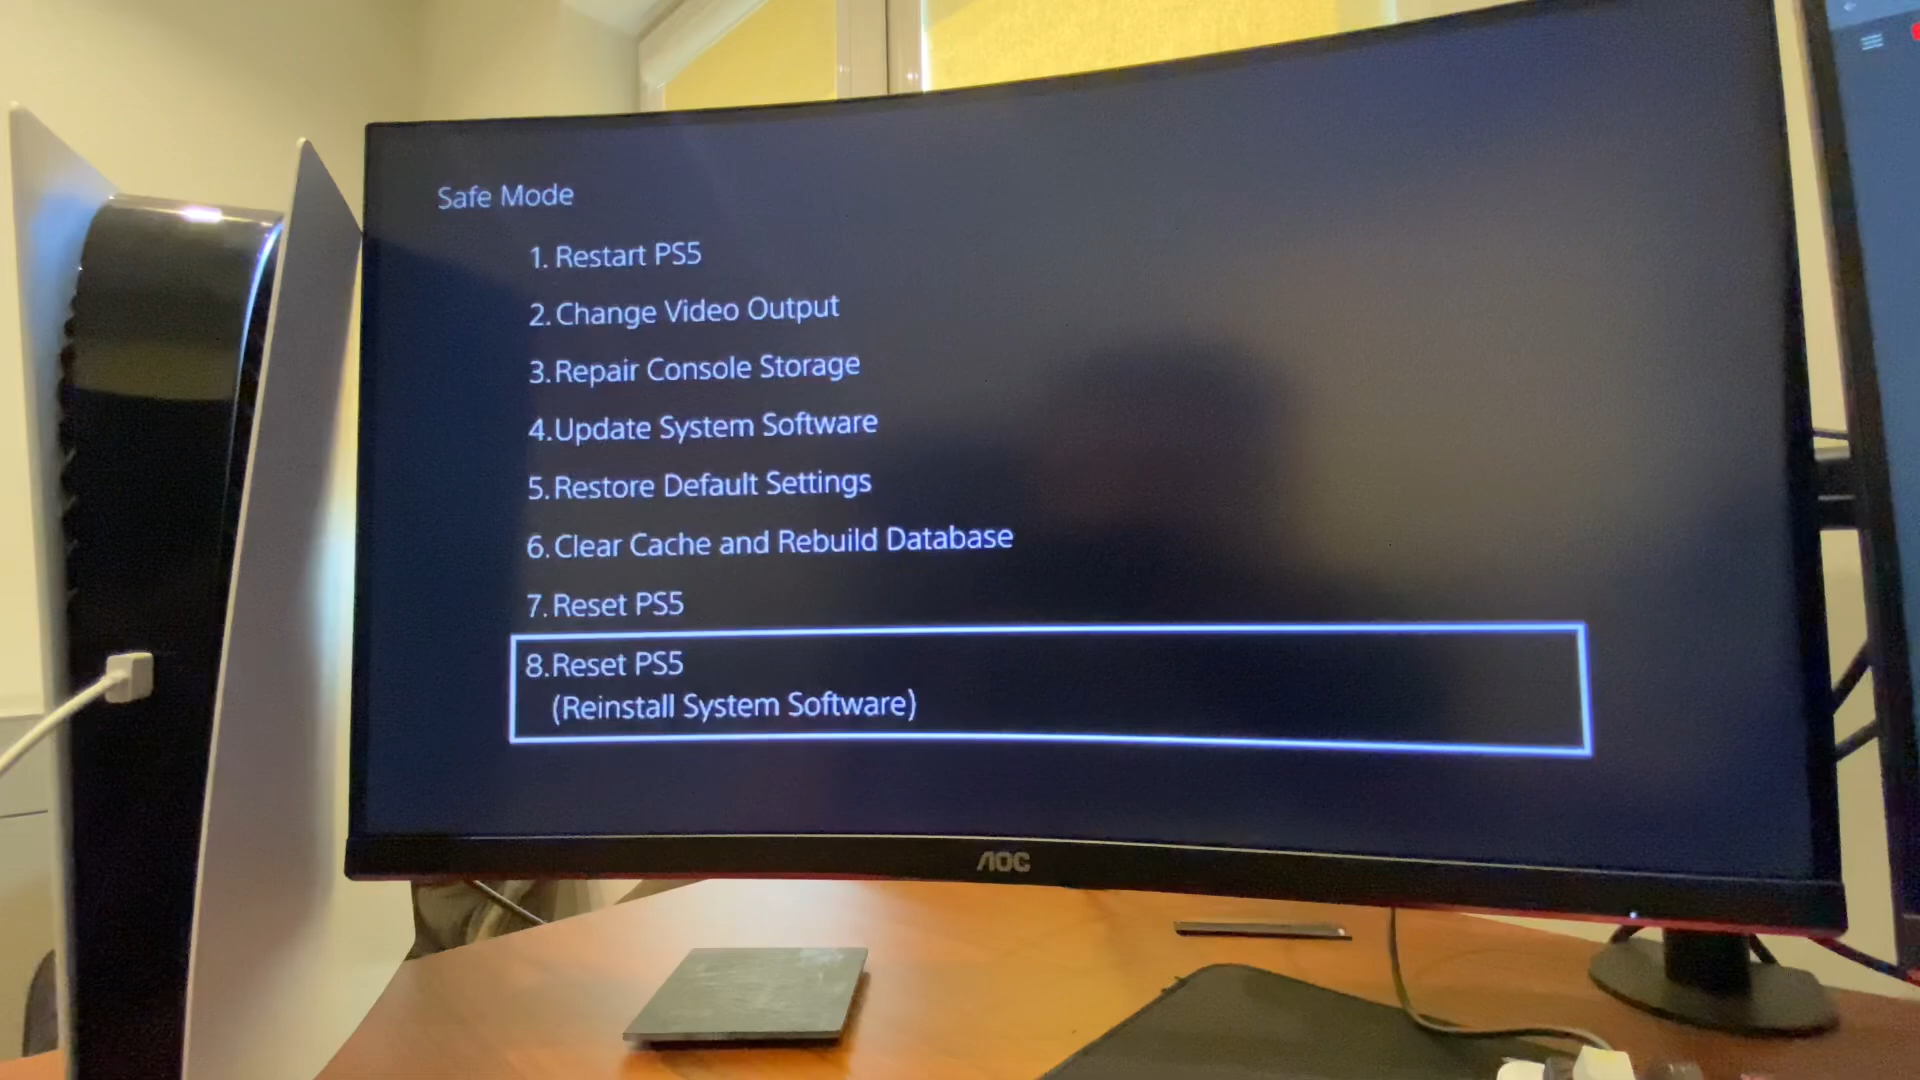 Safe Mode
1. Restart PS5
2. Change Video Output
3. Repair Console Storage
4. Update System Software
5. Restore Default Settings
6. Clear Cache and Rebuild Database
7. Reset PS5
8. Reset PS5
(Reinstall System Software)
AOC